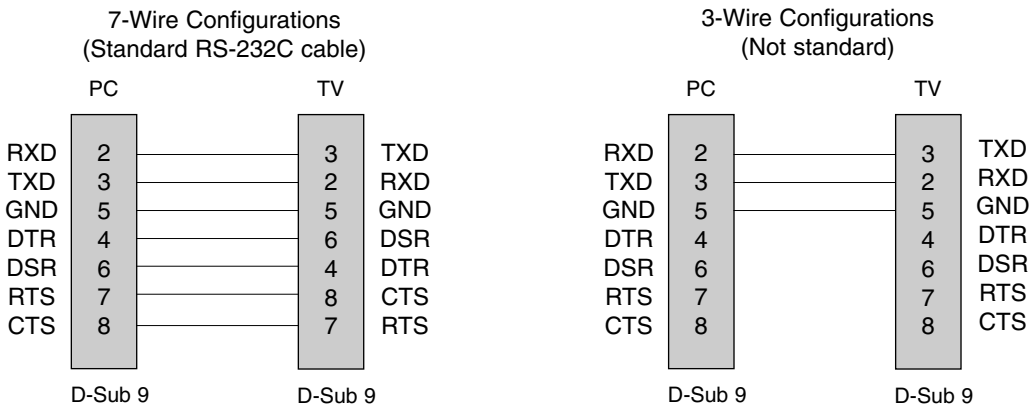 7-Wire Configurations
(Standard RS-232C cable)
PC TV
RXD 2 3 TXD
TXD 3 2 RXD
GND 5 5 GND
DTR 4 6 DSR
DSR 6 4 DTR
RTS 7 8 CTS
CTS 8 7 RTS
D-Sub 9 D-Sub 9
3-Wire Configurations
(Not standard)
PC TV
RXD 2 3 TXD
TXD 3 2 RXD
GND 5 5 GND
DTR 4 4 DTR
DSR 6 6 DSR
RTS 7 7 RTS
CTS 8 8 CTS
D-Sub 9 D-Sub 9